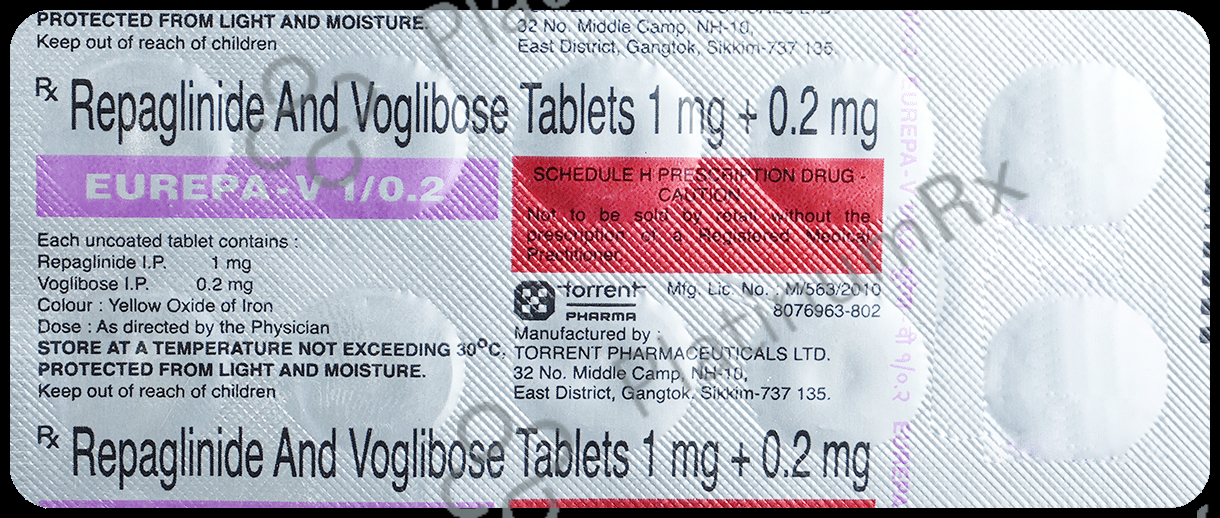 PROTECTED FROM LIGHT AND MOISTURE.
Keep out of reach of children
32 No. Middle Camp, NH-10,
East District, Gangtok, Sikkim-737 135.
Rx Repaglinide And Voglibose Tablets 1 mg + 0.2 mg
EUREPA-V 1/0.2
SCHEDULE H PRESCRIPTION DRUG -
CAUTION
Not to be sold by retail without the
prescription of a Registered Medical
Practitioner.
Each uncoated tablet contains :
Repaglinide I.P. 1 mg
Voglibose I.P. 0.2 mg
Colour : Yellow Oxide of Iron
Dose : As directed by the Physician
STORE AT A TEMPERATURE NOT EXCEEDING 30°C,
PROTECTED FROM LIGHT AND MOISTURE.
Keep out of reach of children
torrent
PHARMA
Mfg. Lic. No. : M/563/2010
8076963-802
Manufactured by :
TORRENT PHARMACEUTICALS LTD.
32 No. Middle Camp, NH-10,
East District, Gangtok, Sikkim-737 135.
Rx Repaglinide And Voglibose Tablets 1 mg + 0.2 mg
EUREPA-V
PlatinumRx